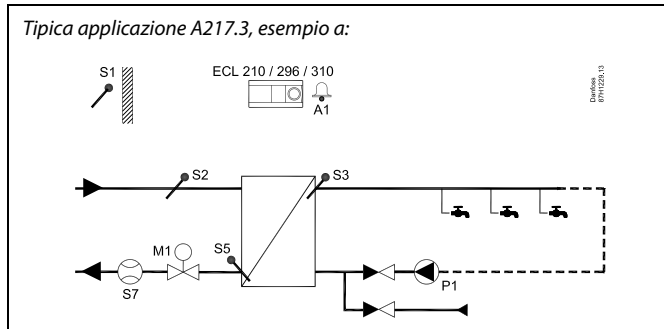 Tipica applicazione A217.3, esempio a:
S1
ECL 210 / 296 / 310
A1
Danfoss
87H1229.13
S2
S3
M1
S5
S7
P1